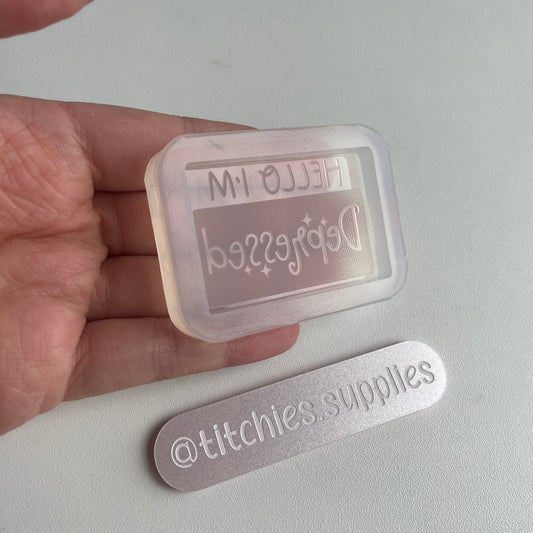 HELLO I'M
Depressed
@titchies.supplies